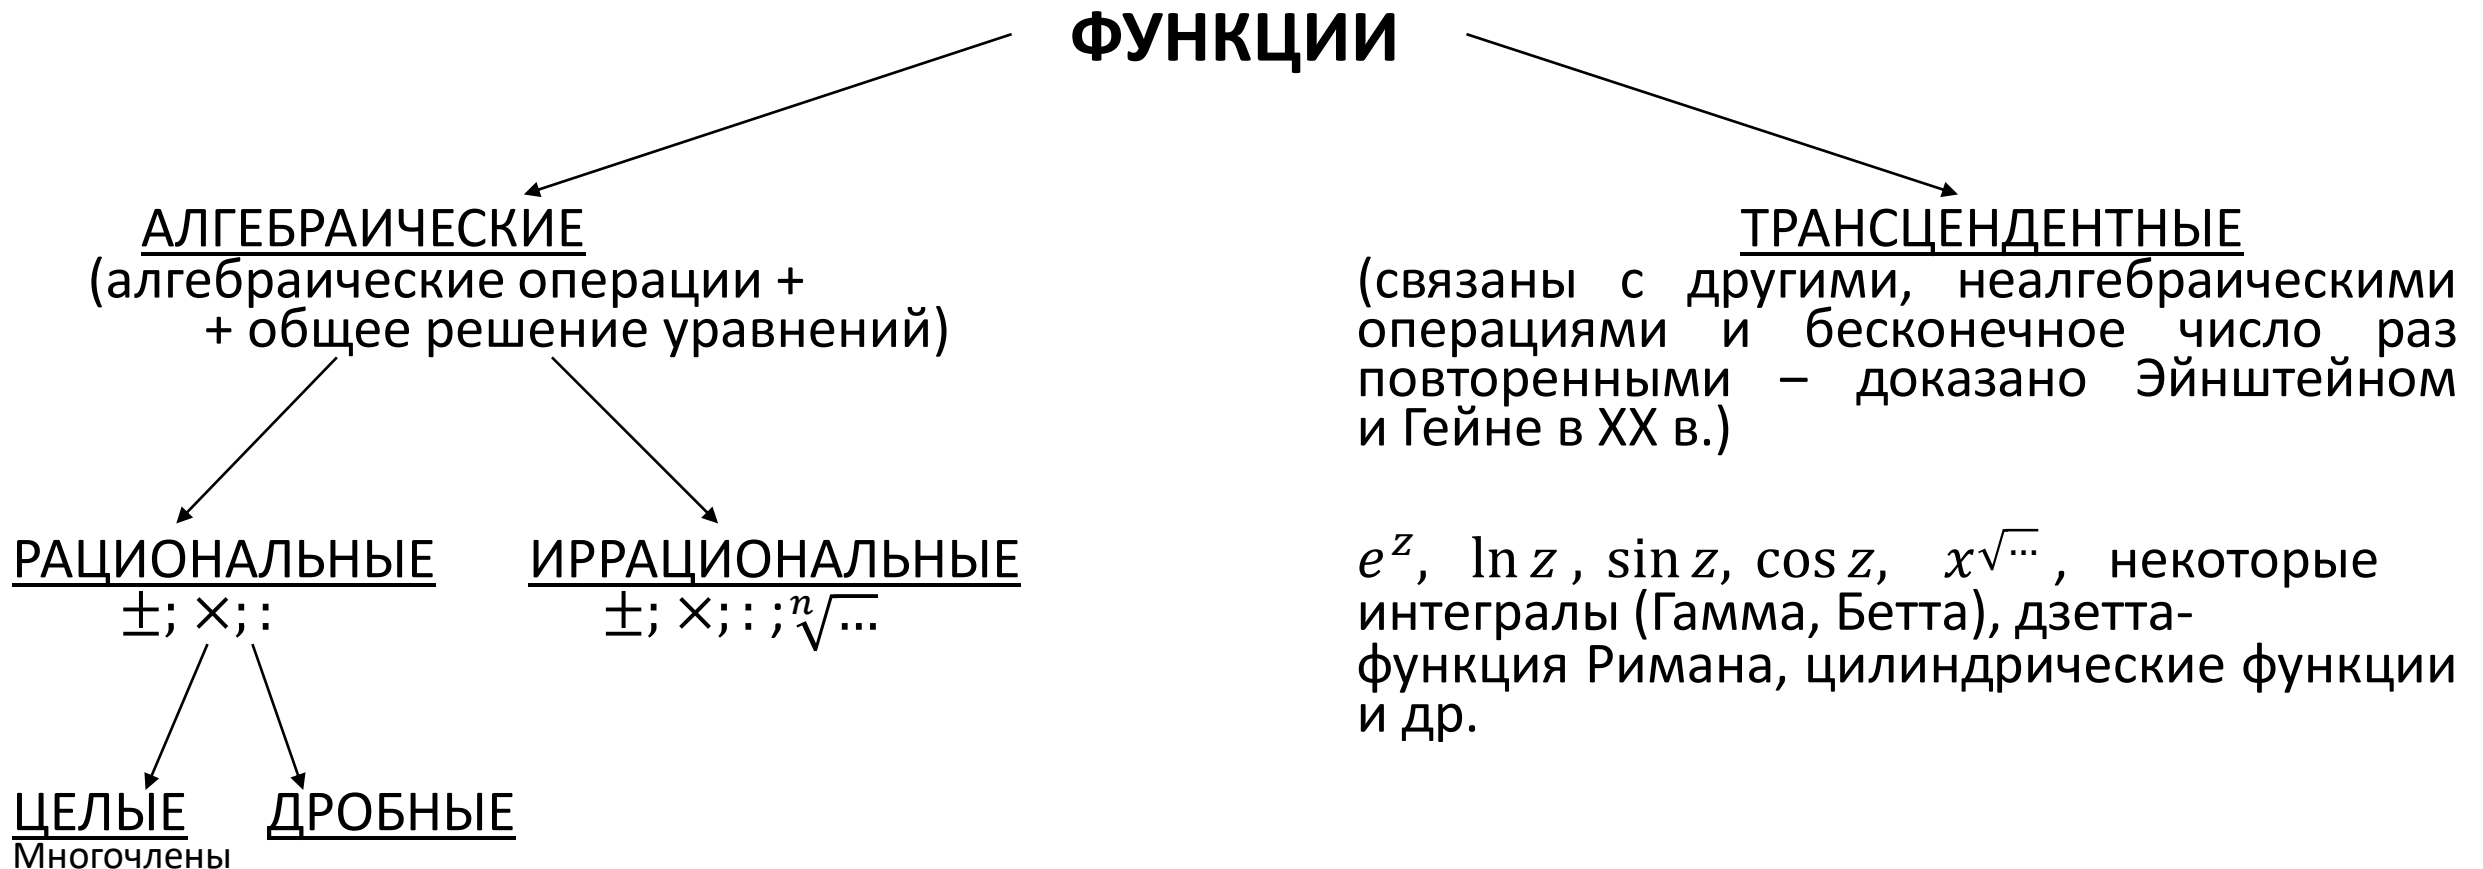 ФУНКЦИИ
АЛГЕБРАИЧЕСКИЕ
(алгебраические операции +
+ общее решение уравнений)
ТРАНСЦЕНДЕНТНЫЕ
(связаны с другими, неалгебраическими
операциями и бесконечное число раз
повторенными – доказано Эйнштейном
и Гейне в XX в.)
РАЦИОНАЛЬНЫЕ
±; ×; :
ИРРАЦИОНАЛЬНЫЕ
±; ×; : ; ⁿ√...
ЦЕЛЫЕ
Многочлены
ДРОБНЫЕ
e^z, ln z , sin z, cos z, x^√... , некоторые
интегралы (Гамма, Бетта), дзетта-
функция Римана, цилиндрические функции
и др.